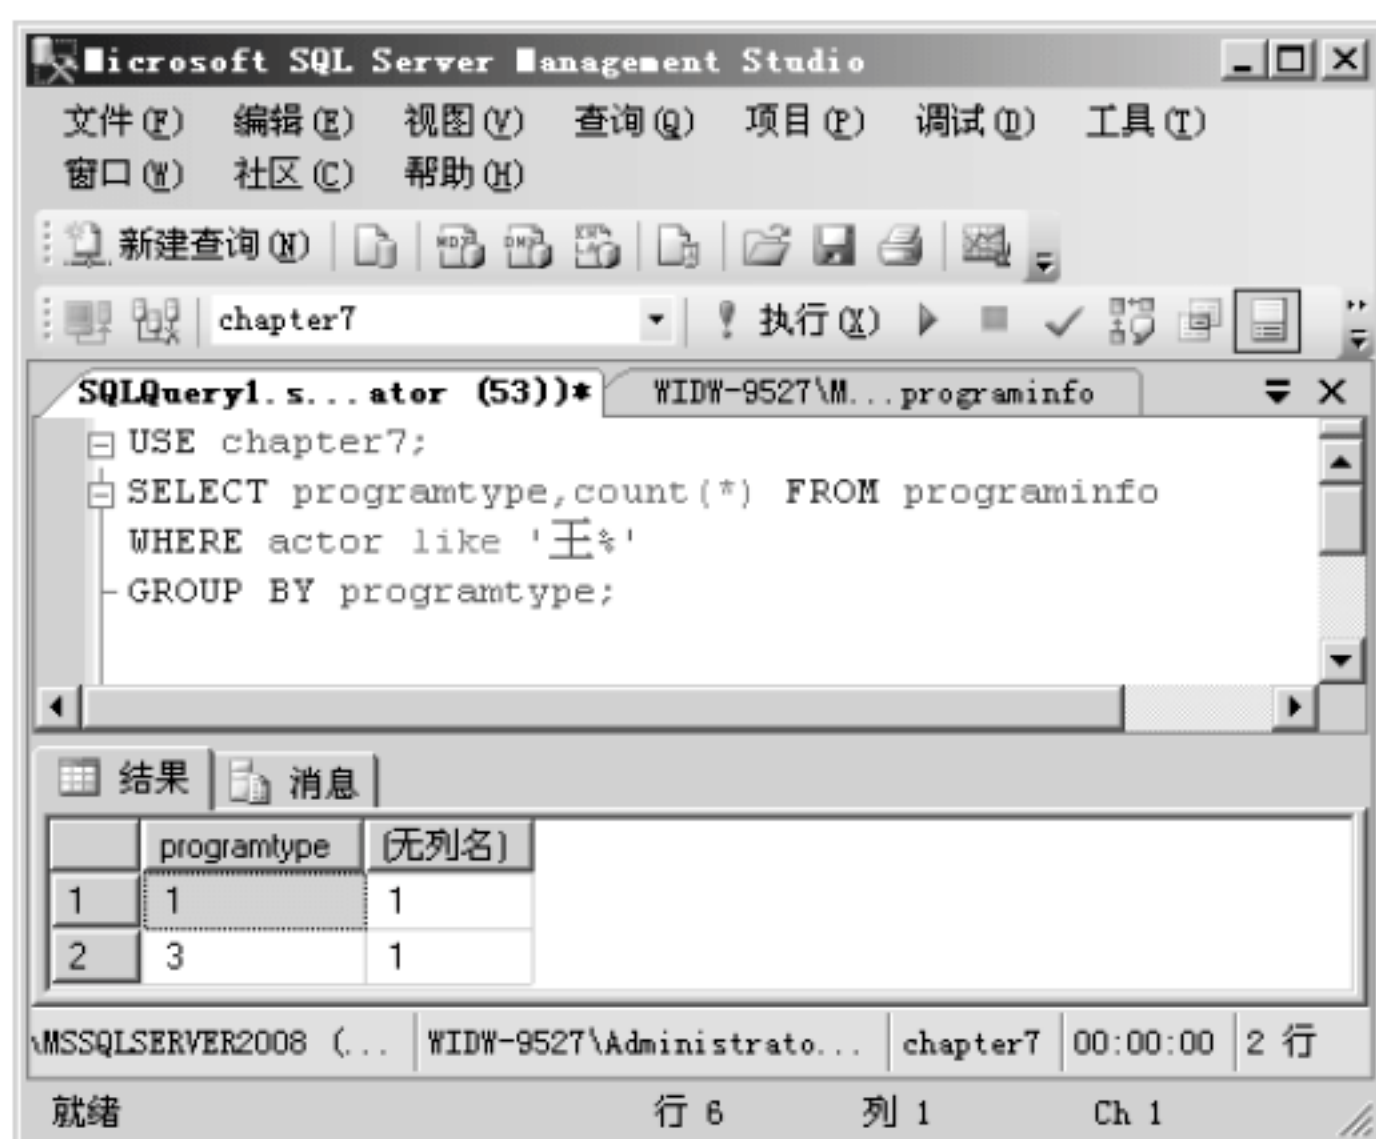 Microsoft SQL Server Management Studio
文件(F) 编辑(E) 视图(V) 查询(Q) 项目(P) 调试(D) 工具(T)
窗口(W) 社区(C) 帮助(H)
新建查询(N)
chapter7 执行(X)
SQLQuery1.s...ator (53))* WIDW-9527\M...programinfo
USE chapter7;
SELECT programtype,count(*) FROM programinfo
WHERE actor like '王%'
GROUP BY programtype;
结果 消息
programtype (无列名)
1 1 1
2 3 1
\MSSQLSERVER2008 (... WIDW-9527\Administrato... chapter7 00:00:00 2 行
就绪 行 6 列 1 Ch 1